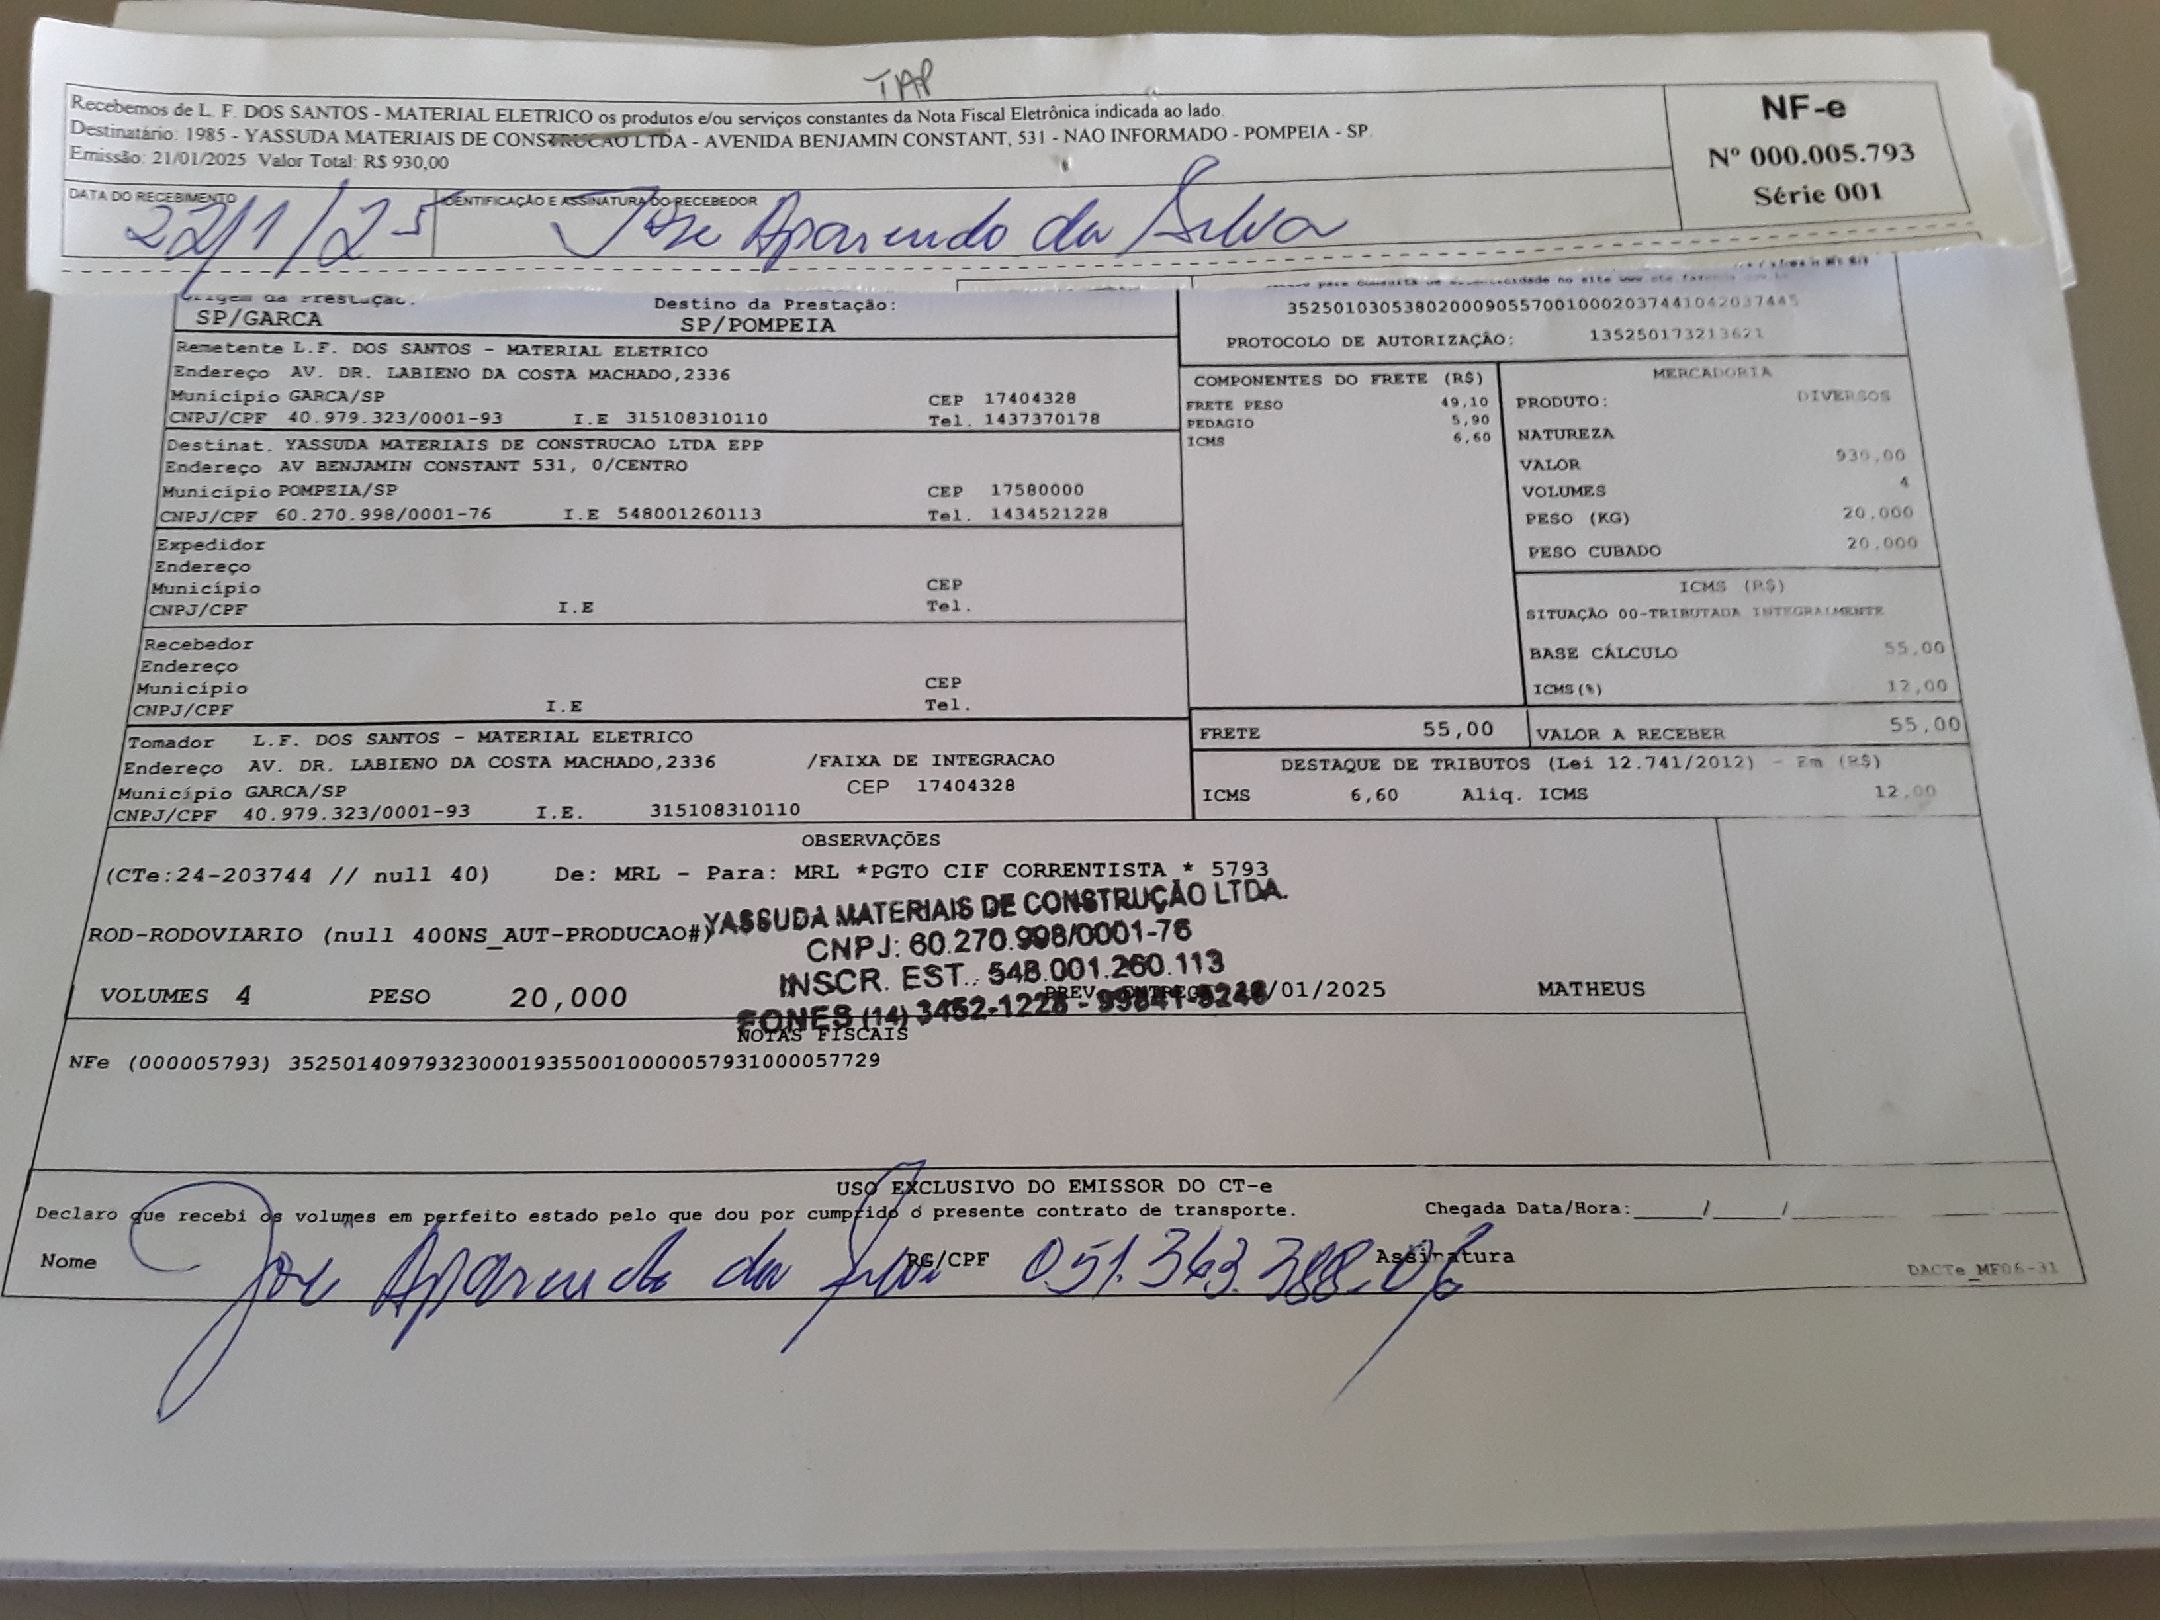 TAP
Recebemos de L. F. DOS SANTOS - MATERIAL ELETRICO os produtos e/ou serviços constantes da Nota Fiscal Eletrônica indicada ao lado.
Destinatário: 1985 - YASSUDA MATERIAIS DE CONSTRUCAO LTDA - AVENIDA BENJAMIN CONSTANT, 531 - NAO INFORMADO - POMPEIA - SP.
Emissão: 21/01/2025 Valor Total: R$ 930,00
NF-e
Nº 000.005.793
Série 001
DATA DO RECEBIMENTO
22/1/25
IDENTIFICAÇÃO E ASSINATURA DO RECEBEDOR
Jose Aparecido da Silva
Origem da Prestação:
SP/GARCA
Destino da Prestação:
SP/POMPEIA
PROTOCOLO DE AUTORIZAÇÃO: 135250173213621
Remetente L.F. DOS SANTOS - MATERIAL ELETRICO
Endereço AV. DR. LABIENO DA COSTA MACHADO,2336
Município GARCA/SP CEP 17404328
CNPJ/CPF 40.979.323/0001-93 I.E 315108310110 Tel. 1437370178
Destinat. YASSUDA MATERIAIS DE CONSTRUCAO LTDA EPP
Endereço AV BENJAMIN CONSTANT 531, 0/CENTRO
Município POMPEIA/SP CEP 17580000
CNPJ/CPF 60.270.998/0001-76 I.E 548001260113 Tel. 1434521228
Expedidor
Endereço
Município CEP
CNPJ/CPF I.E Tel.
Recebedor
Endereço
Município CEP
CNPJ/CPF I.E Tel.
Tomador L.F. DOS SANTOS - MATERIAL ELETRICO
Endereço AV. DR. LABIENO DA COSTA MACHADO,2336 /FAIXA DE INTEGRACAO
Município GARCA/SP CEP 17404328
CNPJ/CPF 40.979.323/0001-93 I.E. 315108310110
COMPONENTES DO FRETE (R$)
FRETE PESO 49,10
PEDAGIO 5,90
ICMS 6,60
MERCADORIA
PRODUTO: DIVERSOS
NATUREZA
VALOR 930,00
VOLUMES 4
PESO (KG) 20,000
PESO CUBADO 20,000
ICMS (R$)
SITUAÇÃO 00-TRIBUTADA INTEGRALMENTE
BASE CÁLCULO 55,00
ICMS(%) 12,00
FRETE 55,00
VALOR A RECEBER 55,00
DESTAQUE DE TRIBUTOS (Lei 12.741/2012) - Em (R$)
ICMS 6,60 Aliq. ICMS 12,00
OBSERVAÇÕES
(CTe:24-203744 // null 40) De: MRL - Para: MRL *PGTO CIF CORRENTISTA * 5793
ROD-RODOVIARIO (null 400NS_AUT-PRODUCAO#)
YASSUDA MATERIAIS DE CONSTRUÇÃO LTDA.
CNPJ: 60.270.998/0001-76
INSCR. EST.: 548.001.260.113
FONES (14) 3452-1228 -
VOLUMES 4 PESO 20,000 PREV. ENTREGA /01/2025 MATHEUS
NOTAS FISCAIS
NFe (000005793) 35250140979323000193550010000057931000057729
USO EXCLUSIVO DO EMISSOR DO CT-e
Declaro que recebi os volumes em perfeito estado pelo que dou por cumprido o presente contrato de transporte. Chegada Data/Hora:____/____/____
Nome Jose Aparecido da Silva RG/CPF 051.363.388-06 Assinatura
DACTe_MF06-31